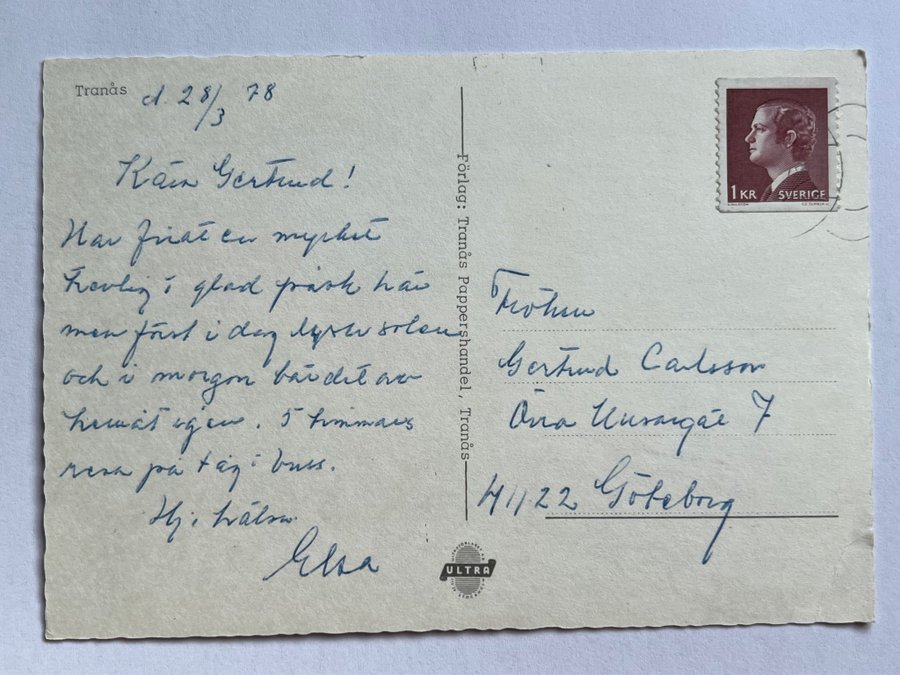 Tranås d. 28/3 78
Kära Gertrud!
Har firat en mycket
trevlig i glad påsk här
men först i dag lyste solen
och i morgon bär det av
hemåt igen. 5 timmars
resa på tåg i buss.
Hj. hälsn
Elsa
Förlag: Tranås Pappershandel, Tranås
1 KR SVERIGE
Fröken
Gertrud Carlsson
Övra 7
41122 Göteborg
ULTRA